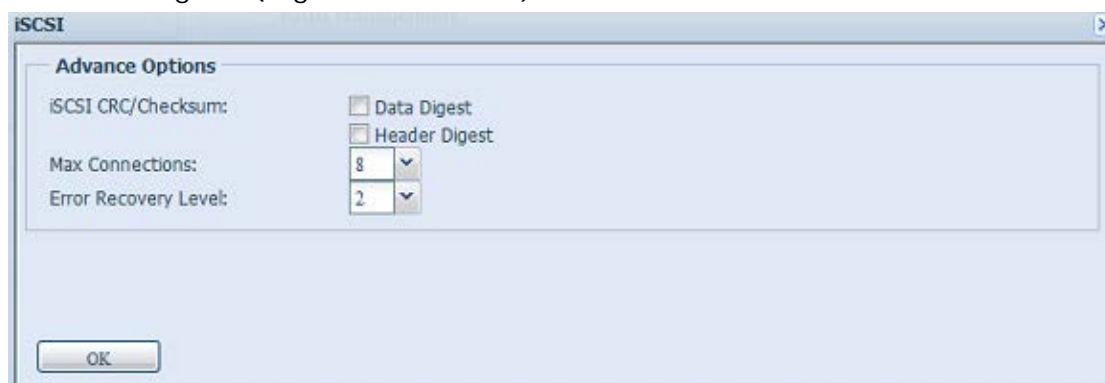 iSCSI
Advance Options
iSCSI CRC/Checksum:
Data Digest
Header Digest
Max Connections:
8
Error Recovery Level:
2
OK